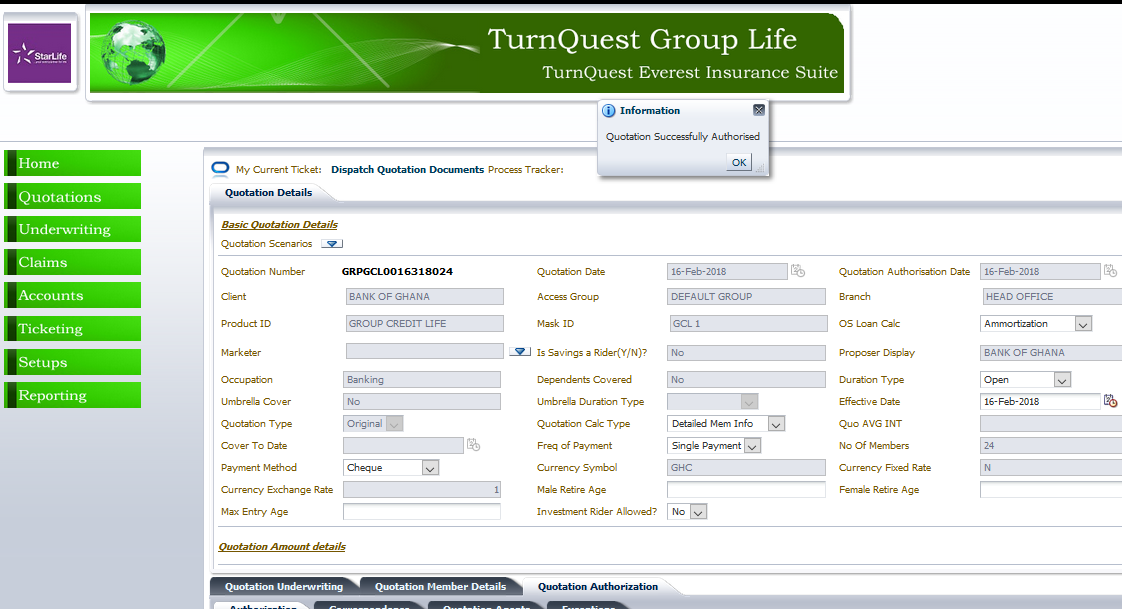 StarLife
TurnQuest Group Life
TurnQuest Everest Insurance Suite
Information
Quotation Successfully Authorised
OK
Home
Quotations
Underwriting
Claims
Accounts
Ticketing
Setups
Reporting
My Current Ticket: Dispatch Quotation Documents Process Tracker:
Quotation Details
Basic Quotation Details
Quotation Scenarios
Quotation Number GRPGCL0016318024 Quotation Date 16-Feb-2018 Quotation Authorisation Date 16-Feb-2018
Client BANK OF GHANA Access Group DEFAULT GROUP Branch HEAD OFFICE
Product ID GROUP CREDIT LIFE Mask ID GCL 1 OS Loan Calc Ammortization
Marketer Is Savings a Rider(Y/N)? No Proposer Display BANK OF GHANA
Occupation Banking Dependents Covered No Duration Type Open
Umbrella Cover No Umbrella Duration Type Effective Date 16-Feb-2018
Quotation Type Original Quotation Calc Type Detailed Mem Info Quo AVG INT
Cover To Date Freq of Payment Single Payment No Of Members 24
Payment Method Cheque Currency Symbol GHC Currency Fixed Rate N
Currency Exchange Rate 1 Male Retire Age Female Retire Age
Max Entry Age Investment Rider Allowed? No
Quotation Amount details
Quotation Underwriting Quotation Member Details Quotation Authorization
Authorization Correspondence Quotation Agents Exceptions